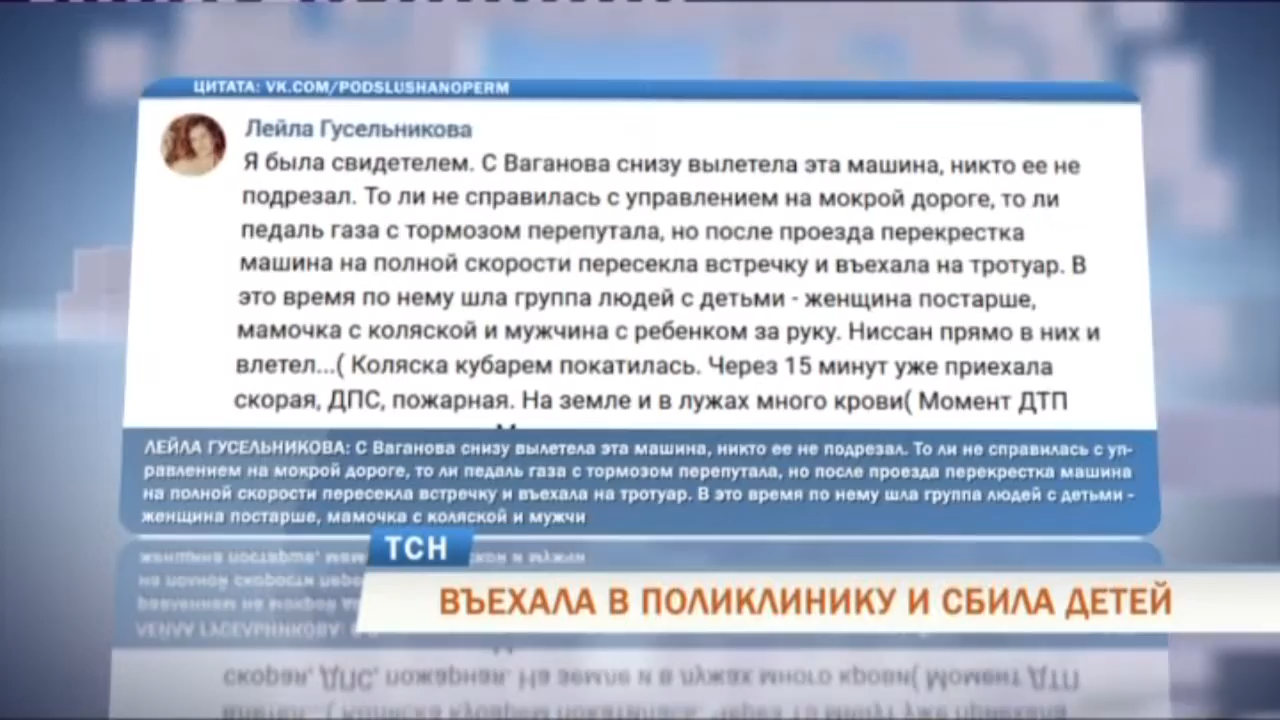 ЦИТАТА: VK.COM/PODSLUSHANOPERM
Лейла Гусельникова
Я была свидетелем. С Ваганова снизу вылетела эта машина, никто ее не
подрезал. То ли не справилась с управлением на мокрой дороге, то ли
педаль газа с тормозом перепутала, но после проезда перекрестка
машина на полной скорости пересекла встречку и въехала на тротуар. В
это время по нему шла группа людей с детьми - женщина постарше,
мамочка с коляской и мужчина с ребенком за руку. Ниссан прямо в них и
влетел...( Коляска кубарем покатилась. Через 15 минут уже приехала
скорая, ДПС, пожарная. На земле и в лужах много крови( Момент ДТП
ЛЕЙЛА ГУСЕЛЬНИКОВА: С Ваганова снизу вылетела эта машина, никто ее не подрезал. То ли не справилась с уп-
равлением на мокрой дороге, то ли педаль газа с тормозом перепутала, но после проезда перекрестка машина
на полной скорости пересекла встречку и въехала на тротуар. В это время по нему шла группа людей с детьми -
женщина постарше, мамочка с коляской и мужчи
ТСН
ВЪЕХАЛА В ПОЛИКЛИНИКУ И СБИЛА ДЕТЕЙ